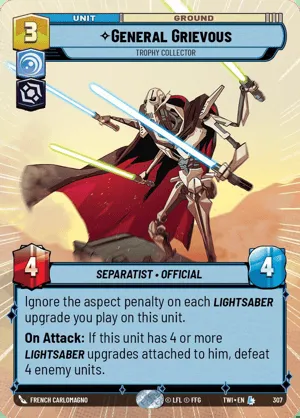 UNIT
GROUND
3
✧GENERAL GRIEVOUS
TROPHY COLLECTOR
4
4
SEPARATIST • OFFICIAL
Ignore the aspect penalty on each LIGHTSABER
upgrade you play on this unit.
On Attack: If this unit has 4 or more
LIGHTSABER upgrades attached to him, defeat
4 enemy units.
FRENCH CARLOMAGNO
© LFL © FFG
TWI • EN
307